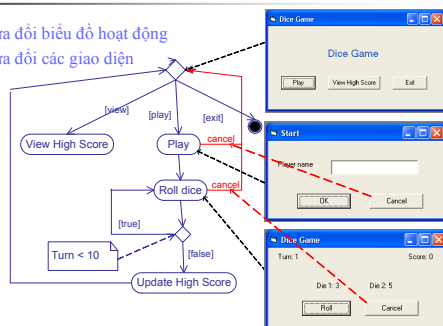 ra đổi biểu đồ hoạt động
ra đổi các giao diện
[view]
[play]
[exit]
View High Score
Play
cancel
Roll dice
cancel
[true]
[false]
Turn < 10
Update High Score
Dice Game
Dice Game
Play
View High Score
Exit
Start
Player name
OK
Cancel
Dice Game
Turn: 1
Score: 0
Die 1: 3
Die 2: 5
Roll
Cancel